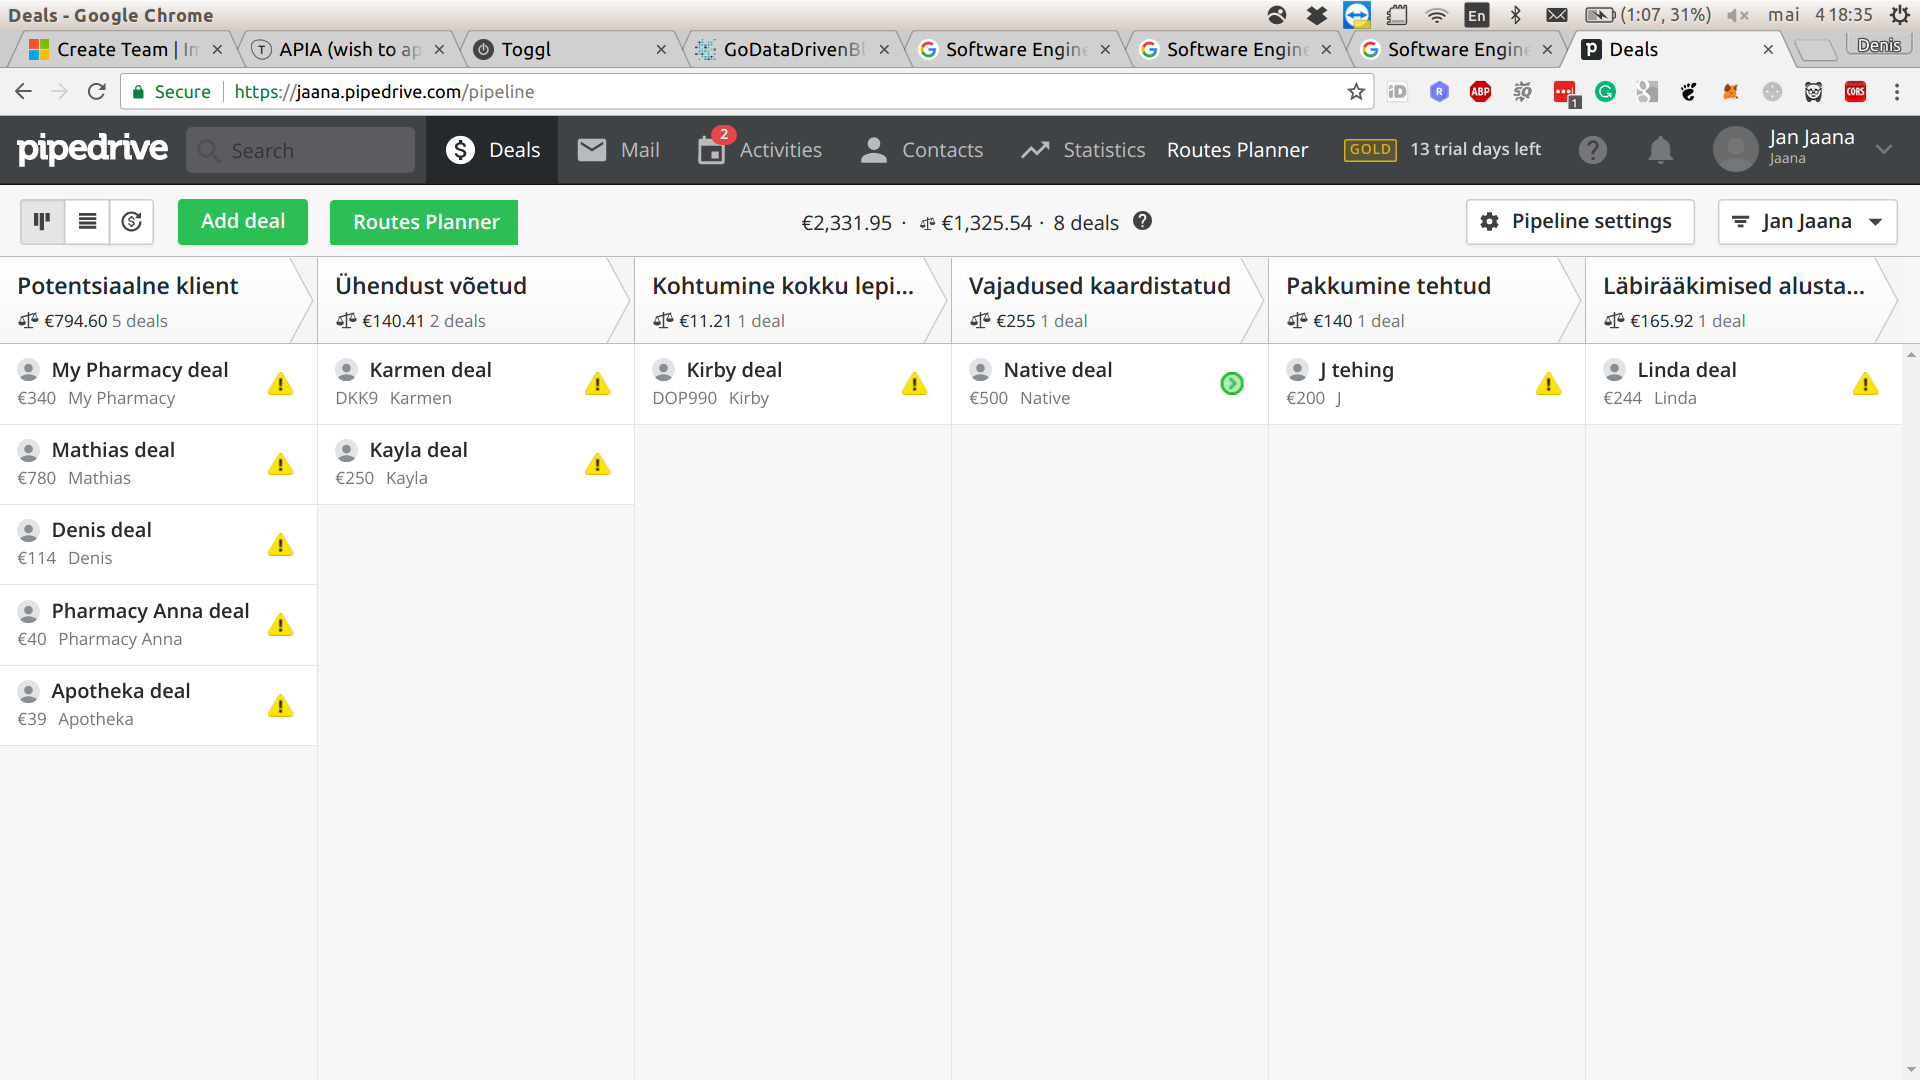 Deals - Google Chrome
En
(1:07, 31%)
mai 4 18:35
Create Team | Im
APIA (wish to ap
Toggl
GoDataDrivenBl
Software Engine
Software Engine
Software Engine
Deals
Denis
Secure
https://jaana.pipedrive.com/pipeline
iD
R
ABP
1
CORS
pipedrive
Search
Deals
Mail
2
Activities
Contacts
Statistics
Routes Planner
GOLD
13 trial days left
Jan Jaana
Jaana
Add deal
Routes Planner
€2,331.95 · €1,325.54 · 8 deals
Pipeline settings
Jan Jaana
Potentsiaalne klient
€794.60 5 deals
Ühendust võetud
€140.41 2 deals
Kohtumine kokku lepi...
€11.21 1 deal
Vajadused kaardistatud
€255 1 deal
Pakkumine tehtud
€140 1 deal
Läbirääkimised alusta...
€165.92 1 deal
My Pharmacy deal
€340 My Pharmacy
Mathias deal
€780 Mathias
Denis deal
€114 Denis
Pharmacy Anna deal
€40 Pharmacy Anna
Apotheka deal
€39 Apotheka
Karmen deal
DKK9 Karmen
Kayla deal
€250 Kayla
Kirby deal
DOP990 Kirby
Native deal
€500 Native
J tehing
€200 J
Linda deal
€244 Linda